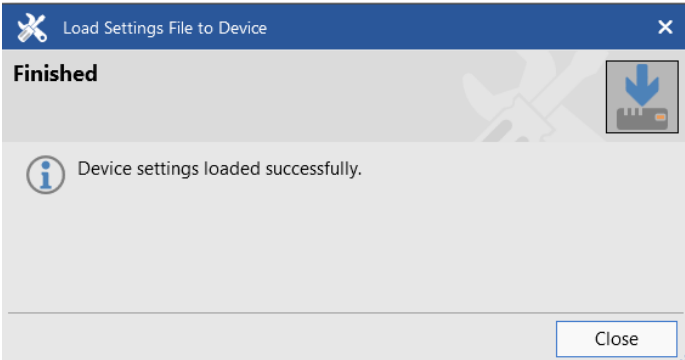 Load Settings File to Device
Finished
Device settings loaded successfully.
Close